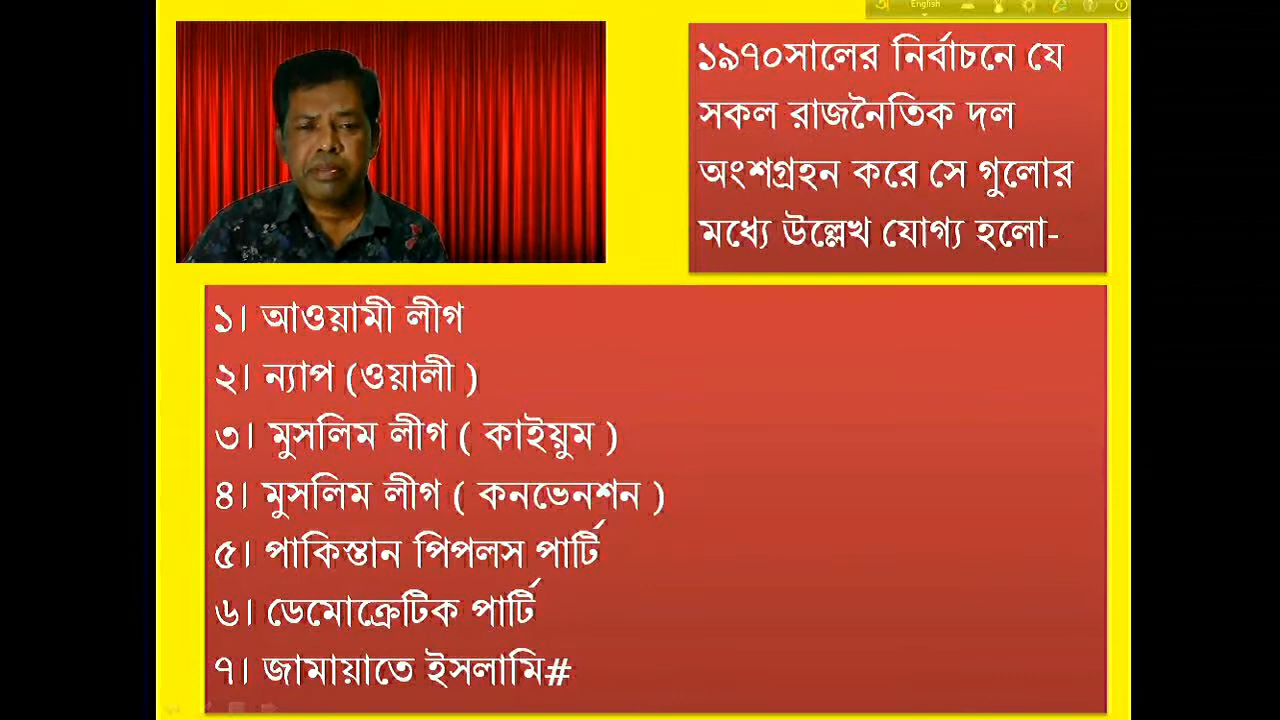 English
১৯৭০সালের নির্বাচনে যে
সকল রাজনৈতিক দল
অংশগ্রহন করে সে গুলোর
মধ্যে উল্লেখ যোগ্য হলো-
১। আওয়ামী লীগ
২। ন্যাপ (ওয়ালী )
৩। মুসলিম লীগ ( কাইয়ুম )
৪। মুসলিম লীগ ( কনভেনশন )
৫। পাকিস্তান পিপলস পার্টি
৬। ডেমোক্রেটিক পার্টি
৭। জামায়াতে ইসলামি#